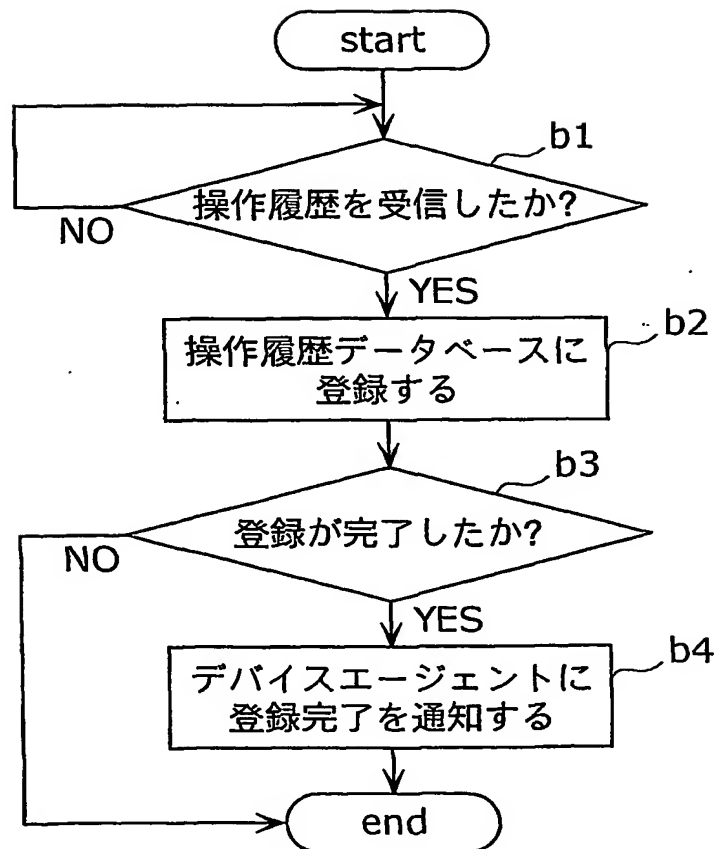 start
b1
操作履歴を受信したか?
NO
YES
b2
操作履歴データベースに
登録する
b3
登録が完了したか?
NO
YES
b4
デバイスエージェントに
登録完了を通知する
end